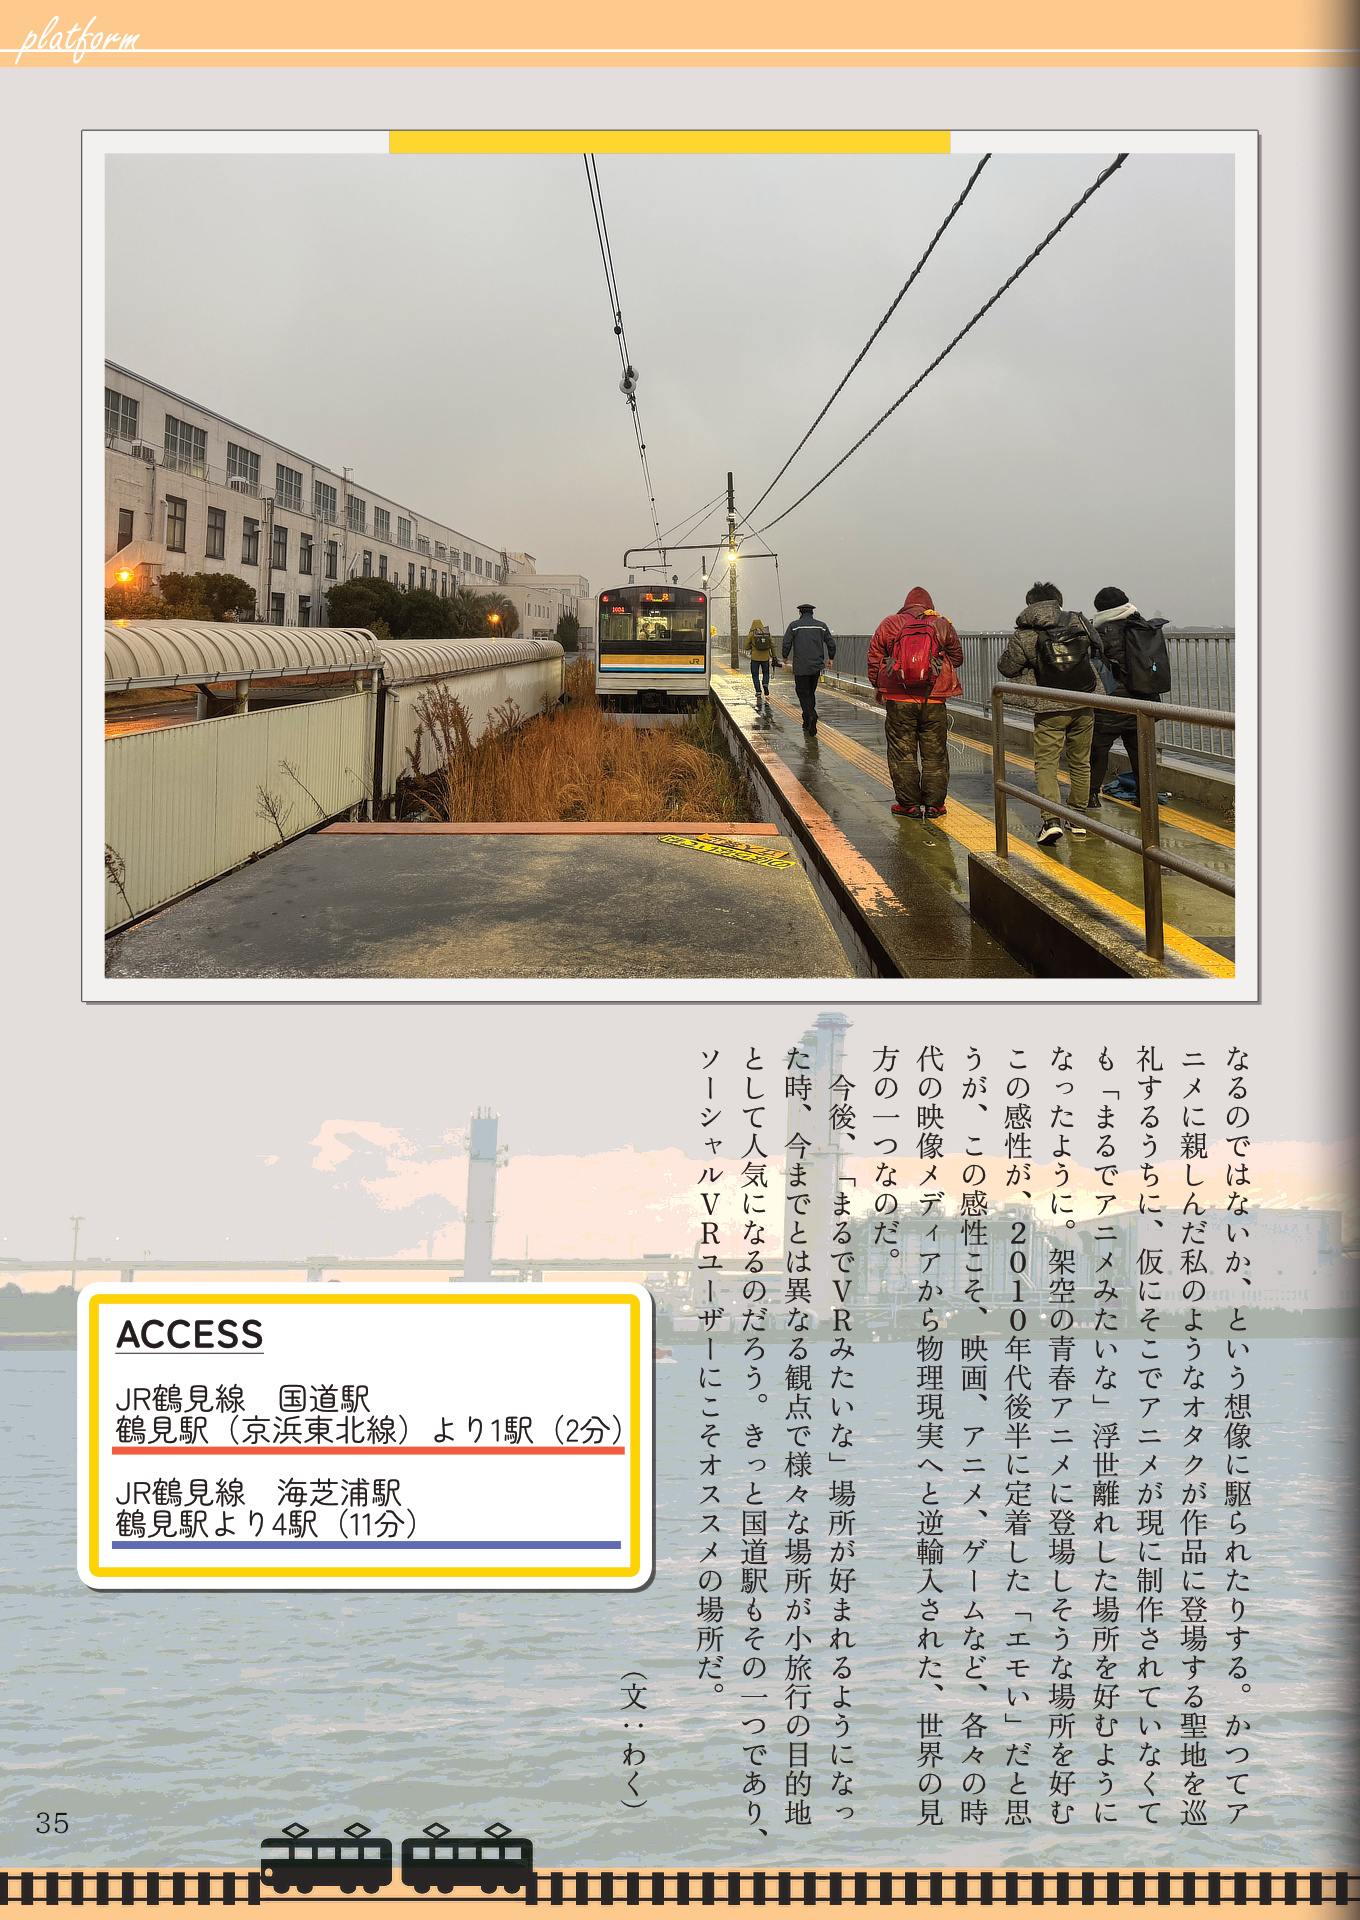 platform
なるのではないか、という想像に駆られたりする。かつてア
ニメに親しんだ私のようなオタクが作品に登場する聖地を巡
礼するうちに、仮にそこでアニメが現に制作されていなくて
も「まるでアニメみたいな」浮世離れした場所を好むように
なったように。架空の青春アニメに登場しそうな場所を好む
この感性が、2010年代後半に定着した「エモい」だと思
うが、この感性こそ、映画、アニメ、ゲームなど、各々の時
代の映像メディアから物理現実へと逆輸入された、世界の見
方の一つなのだ。
今後、「まるでVRみたいな」場所が好まれるようになっ
た時、今までとは異なる観点で様々な場所が小旅行の目的地
として人気になるのだろう。きっと国道駅もその一つであり、
ソーシャルVRユーザーにこそオススメの場所だ。
（文：わく）
ACCESS
JR鶴見線　国道駅
鶴見駅（京浜東北線）より1駅（2分）
JR鶴見線　海芝浦駅
鶴見駅より4駅（11分）
35